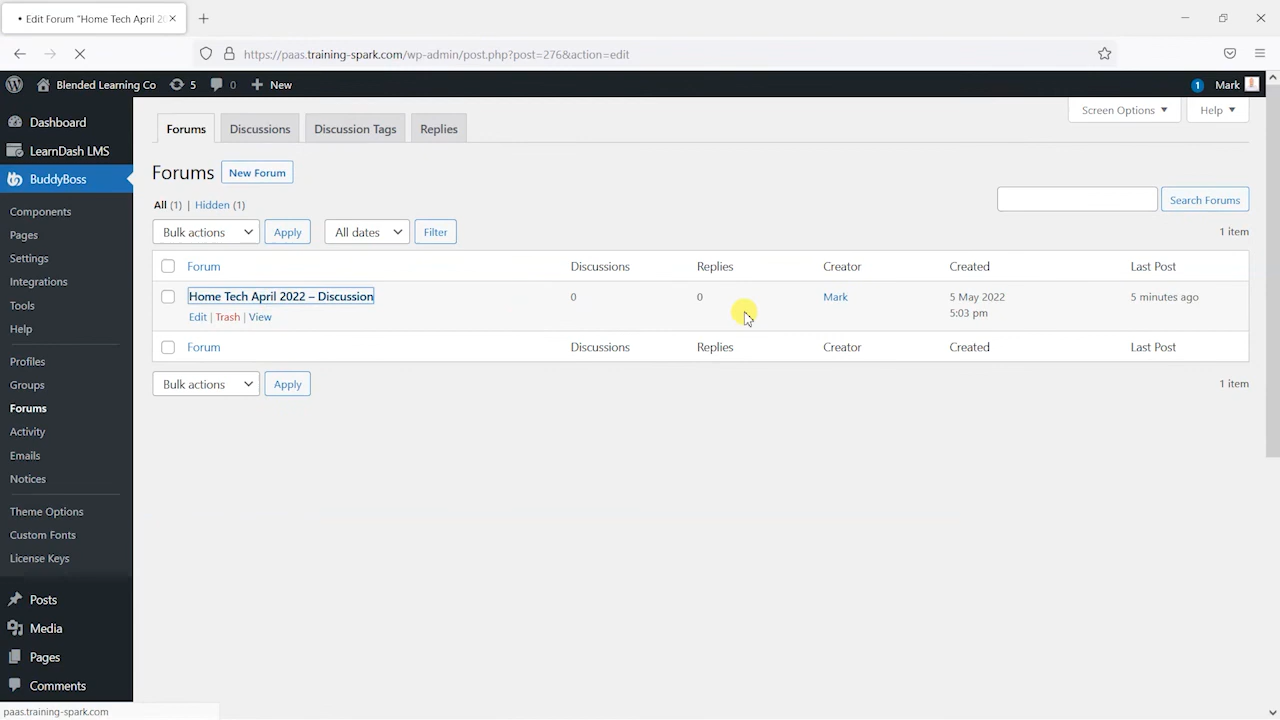 Edit Forum "Home Tech April 2
https://paas.training-spark.com/wp-admin/post.php?post=276&action=edit
Blended Learning Co 5 0 New 1 Mark
Screen Options Help
Dashboard
LearnDash LMS
BuddyBoss
Components
Pages
Settings
Integrations
Tools
Help
Profiles
Groups
Forums
Activity
Emails
Notices
Theme Options
Custom Fonts
License Keys
Posts
Media
Pages
Comments
Forums Discussions Discussion Tags Replies
Forums New Forum
All (1) | Hidden (1)
Search Forums
Bulk actions Apply All dates Filter 1 item
Forum Discussions Replies Creator Created Last Post
Home Tech April 2022 – Discussion 0 0 Mark 5 May 2022 5 minutes ago
Edit | Trash | View 5:03 pm
Forum Discussions Replies Creator Created Last Post
Bulk actions Apply 1 item
paas.training-spark.com